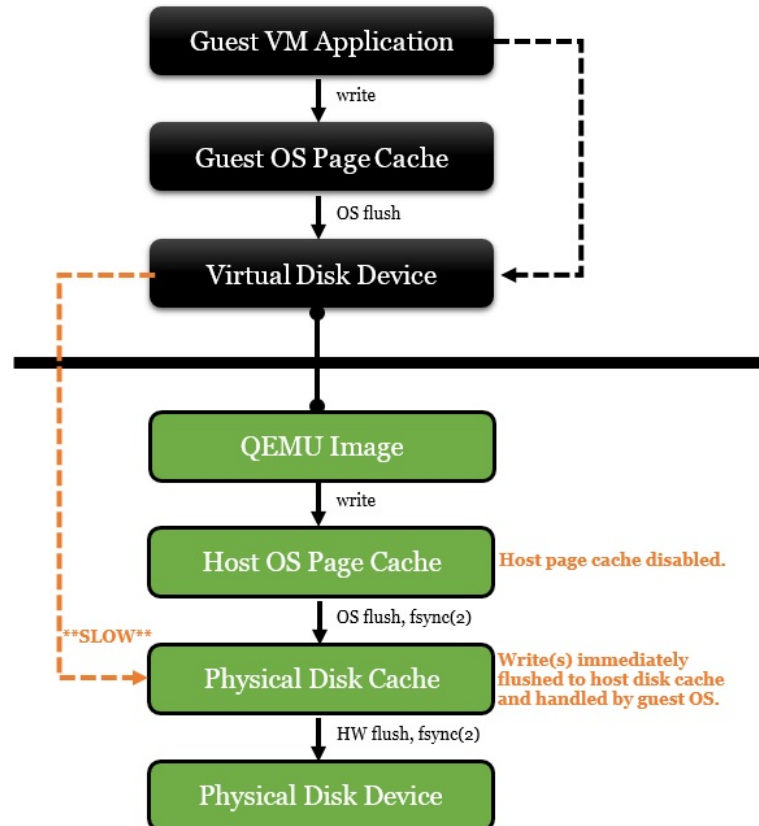 Guest VM Application
write
Guest OS Page Cache
OS flush
Virtual Disk Device
QEMU Image
write
Host OS Page Cache
Host page cache disabled.
OS flush, fsync(2)
**SLOW**
Physical Disk Cache
Write(s) immediately
flushed to host disk cache
and handled by guest OS.
HW flush, fsync(2)
Physical Disk Device